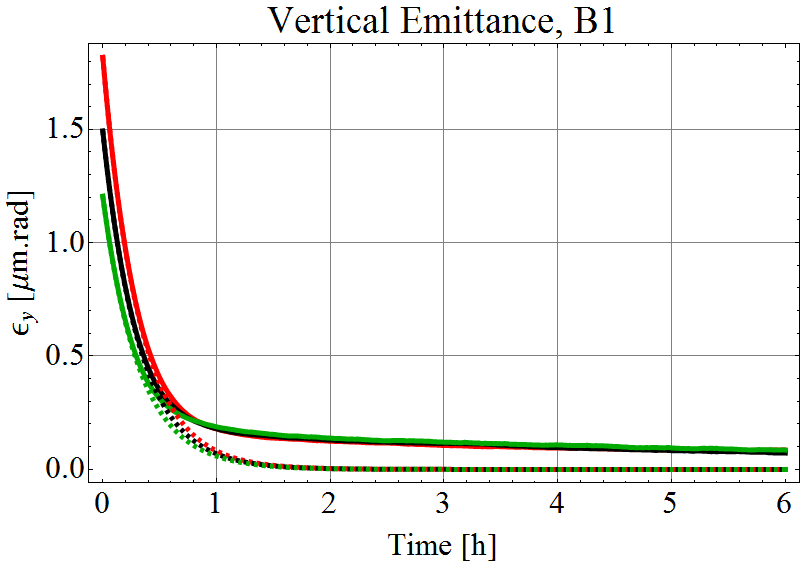 Vertical Emittance, B1
ϵy [μm.rad]
1.5
1.0
0.5
0.0
0 1 2 3 4 5 6
Time [h]